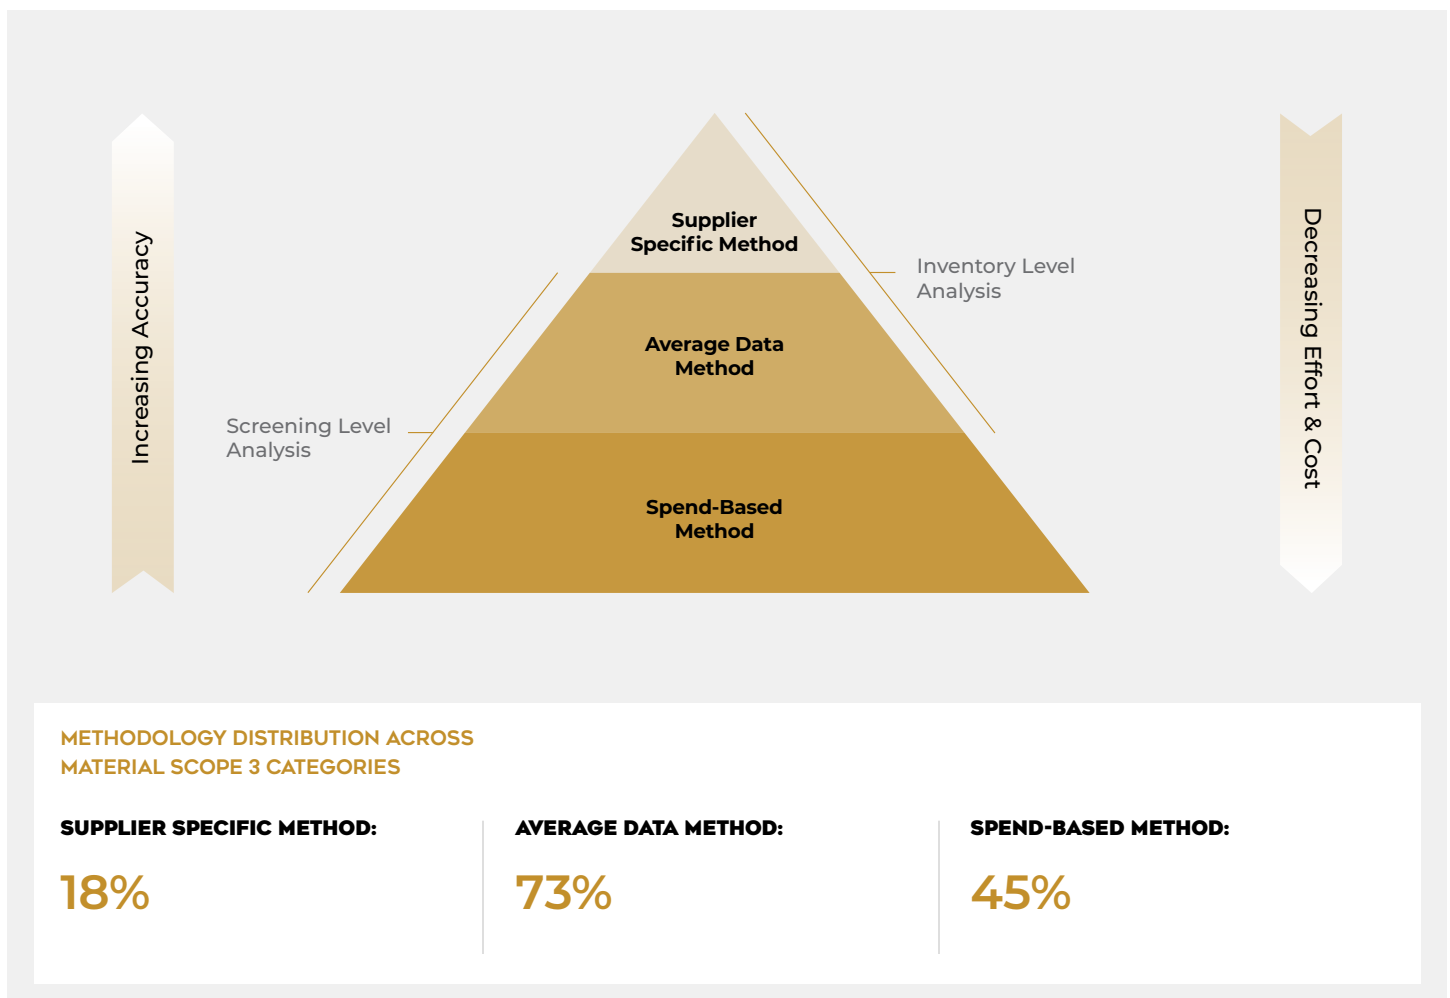 Increasing Accuracy
Supplier
Specific Method
Inventory Level
Analysis
Decreasing Effort & Cost
Average Data
Method
Screening Level
Analysis
Spend-Based
Method
METHODOLOGY DISTRIBUTION ACROSS
MATERIAL SCOPE 3 CATEGORIES
SUPPLIER SPECIFIC METHOD:
18%
AVERAGE DATA METHOD:
73%
SPEND-BASED METHOD:
45%